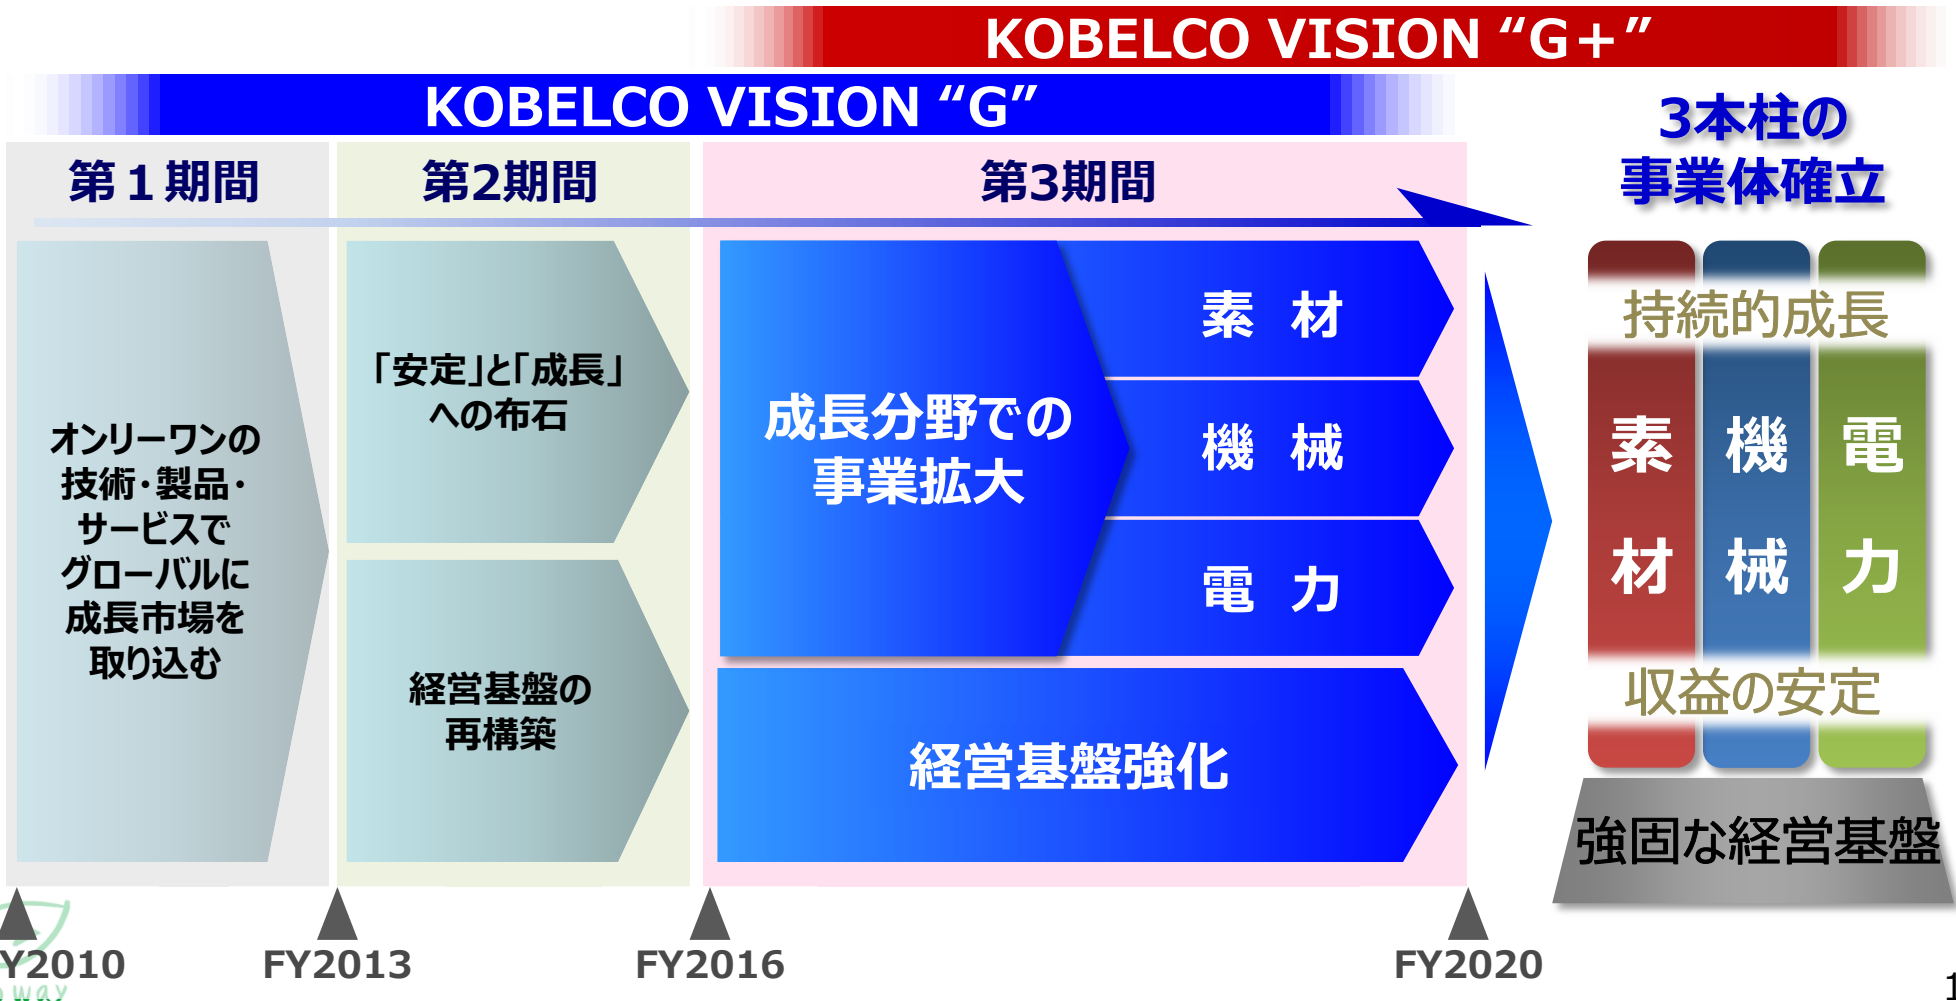 KOBELCO VISION “G＋”
KOBELCO VISION “G”
第１期間
第2期間
第3期間
3本柱の
事業体確立
オンリーワンの
技術・製品・
サービスで
グローバルに
成長市場を
取り込む
「安定」と「成長」
への布石
経営基盤の
再構築
成長分野での
事業拡大
素 材
機 械
電 力
経営基盤強化
持続的成長
素材
機械
電力
収益の安定
強固な経営基盤
Y2010
FY2013
FY2016
FY2020
way
1